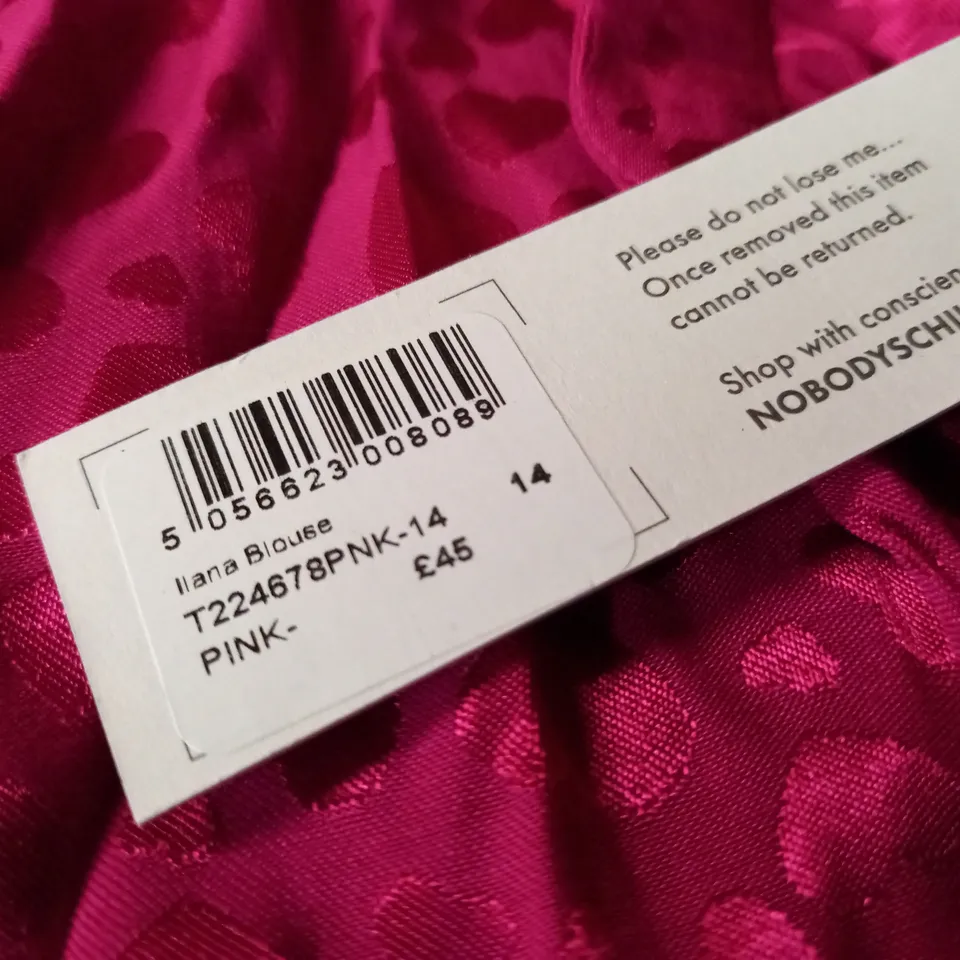 5 056623 008089
Ilana Blouse 14
T224678PNK-14
£45
PINK-
Please do not lose me...
Once removed this item
cannot be returned.
Shop with conscien
NOBODYSCHIL